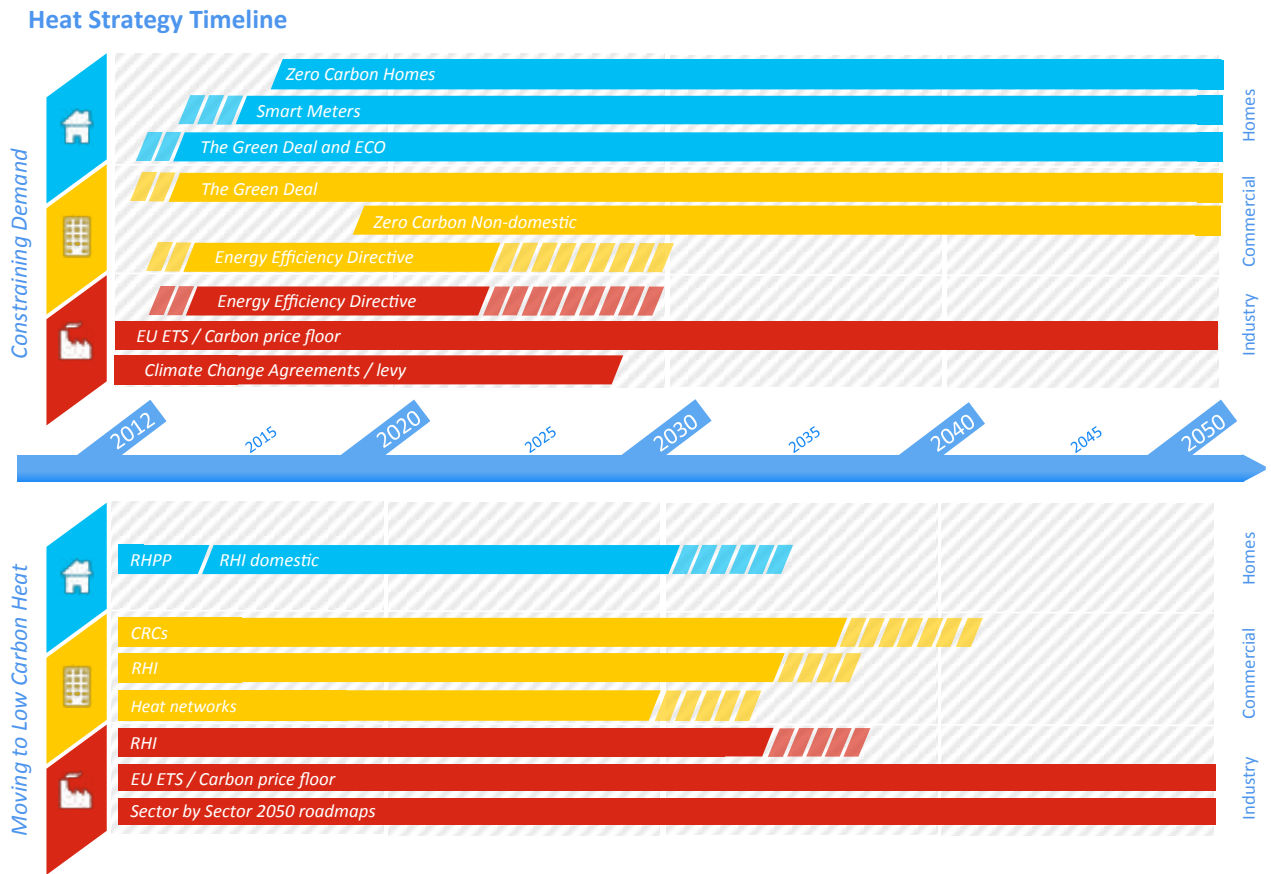 Heat Strategy Timeline
Constraining Demand
Zero Carbon Homes
Smart Meters
The Green Deal and ECO
Homes
The Green Deal
Zero Carbon Non-domestic
Energy Efficiency Directive
Commercial
Energy Efficiency Directive
EU ETS / Carbon price floor
Climate Change Agreements / levy
Industry
2012
2015
2020
2025
2030
2035
2040
2045
2050
Moving to Low Carbon Heat
RHPP
RHI domestic
Homes
CRCs
RHI
Heat networks
Commercial
RHI
EU ETS / Carbon price floor
Sector by Sector 2050 roadmaps
Industry